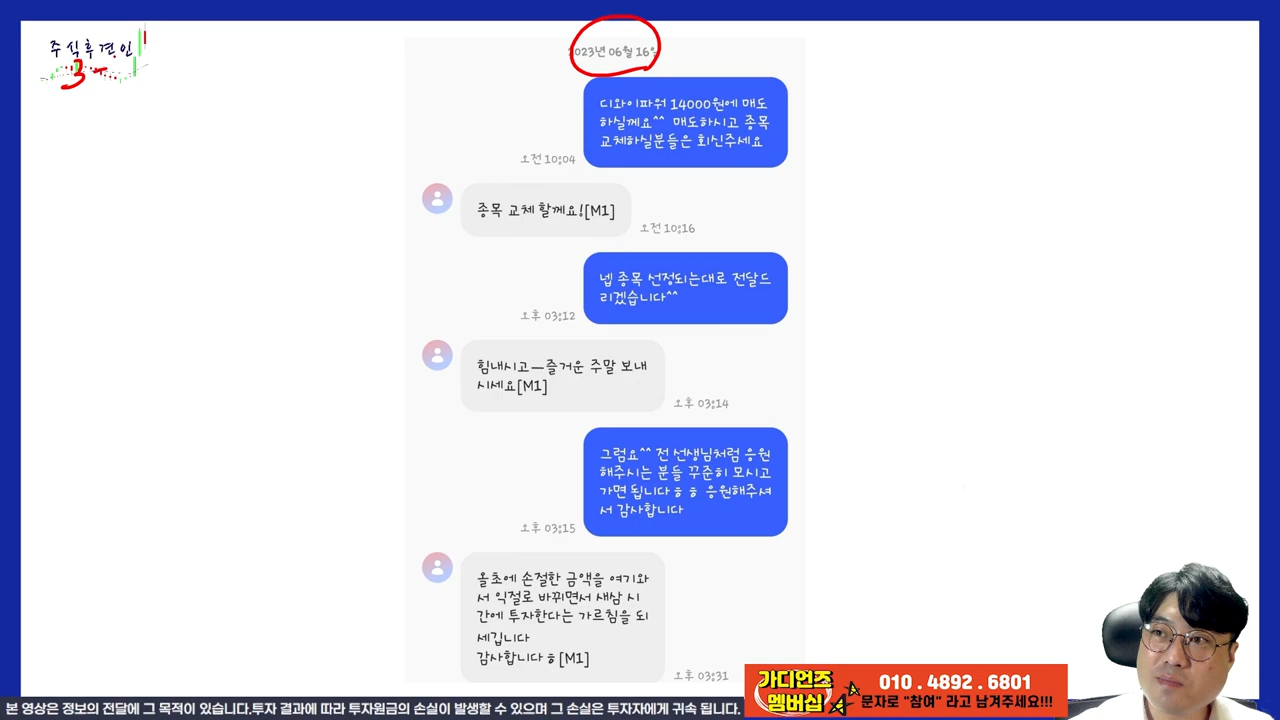 주식후견인
2023년 06월 16일
디와이파워 14000원에 매도
하실께요^^ 매도하시고 종목
교체하실분들은 회신주세요
오전 10:04
종목 교체 할께요![M1]
오전 10:16
넵 종목 선정되는대로 전달드
리겠습니다^^
오후 03:12
힘내시고ㅡ즐거운 주말 보내
시세요[M1]
오후 03:14
그럼요^^ 전 선생님처럼 응원
해주시는 분들 꾸준히 모시고
가면 됩니다ㅎㅎ 응원해주셔
서 감사합니다
오후 03:15
올초에 손절한 금액을 여기와
서 익절로 바뀌면서 새삼 시
간에 투자한다는 가르침을 되
세깁니다
감사합니다ㅎ[M1]
오후 03:31
가디언즈
멤버십
010 . 4892 . 6801
문자로 "참여" 라고 남겨주세요!!!
본 영상은 정보의 전달에 그 목적이 있습니다.투자 결과에 따라 투자원금의 손실이 발생할 수 있으며 그 손실은 투자자에게 귀속 됩니다.